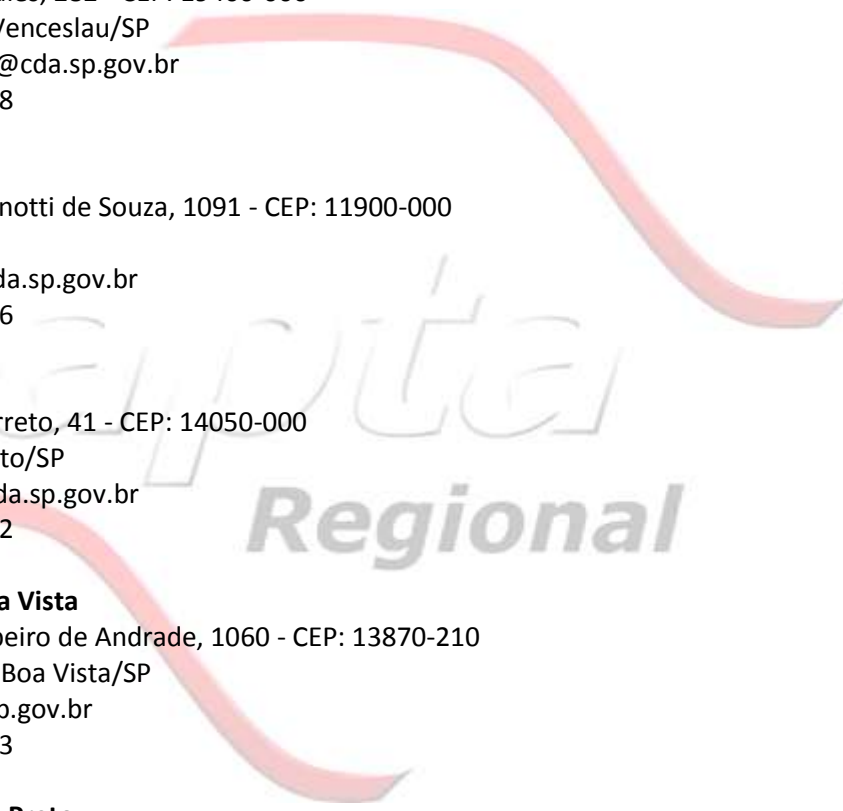 Venceslau/SP
@cda.sp.gov.br
8
notti de Souza, 1091 - CEP: 11900-000
da.sp.gov.br
6
rreto, 41 - CEP: 14050-000
to/SP
da.sp.gov.br
2
a Vista
beiro de Andrade, 1060 - CEP: 13870-210
Boa Vista/SP
p.gov.br
3
apta
Regional